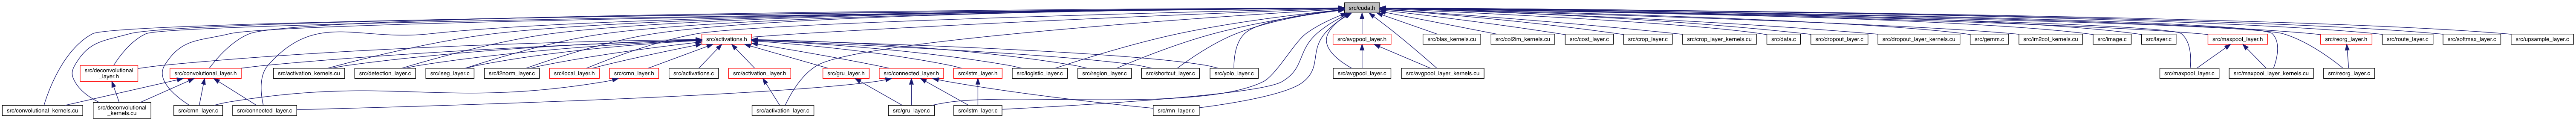 src/cuda.h
src/activations.h
src/avgpool_layer.h
src/blas_kernels.cu
src/col2im_kernels.cu
src/cost_layer.c
src/crop_layer.c
src/crop_layer_kernels.cu
src/data.c
src/dropout_layer.c
src/dropout_layer_kernels.cu
src/gemm.c
src/im2col_kernels.cu
src/image.c
src/layer.c
src/maxpool_layer.h
src/reorg_layer.h
src/route_layer.c
src/softmax_layer.c
src/upsample_layer.c
src/deconvolutional
_layer.h
src/convolutional_layer.h
src/activation_kernels.cu
src/detection_layer.c
src/iseg_layer.c
src/l2norm_layer.c
src/local_layer.h
src/crnn_layer.h
src/activations.c
src/activation_layer.h
src/gru_layer.h
src/connected_layer.h
src/lstm_layer.h
src/logistic_layer.c
src/region_layer.c
src/shortcut_layer.c
src/yolo_layer.c
src/avgpool_layer.c
src/avgpool_layer_kernels.cu
src/maxpool_layer.c
src/maxpool_layer_kernels.cu
src/reorg_layer.c
src/convolutional_kernels.cu
src/deconvolutional
_kernels.cu
src/crnn_layer.c
src/connected_layer.c
src/activation_layer.c
src/gru_layer.c
src/lstm_layer.c
src/rnn_layer.c